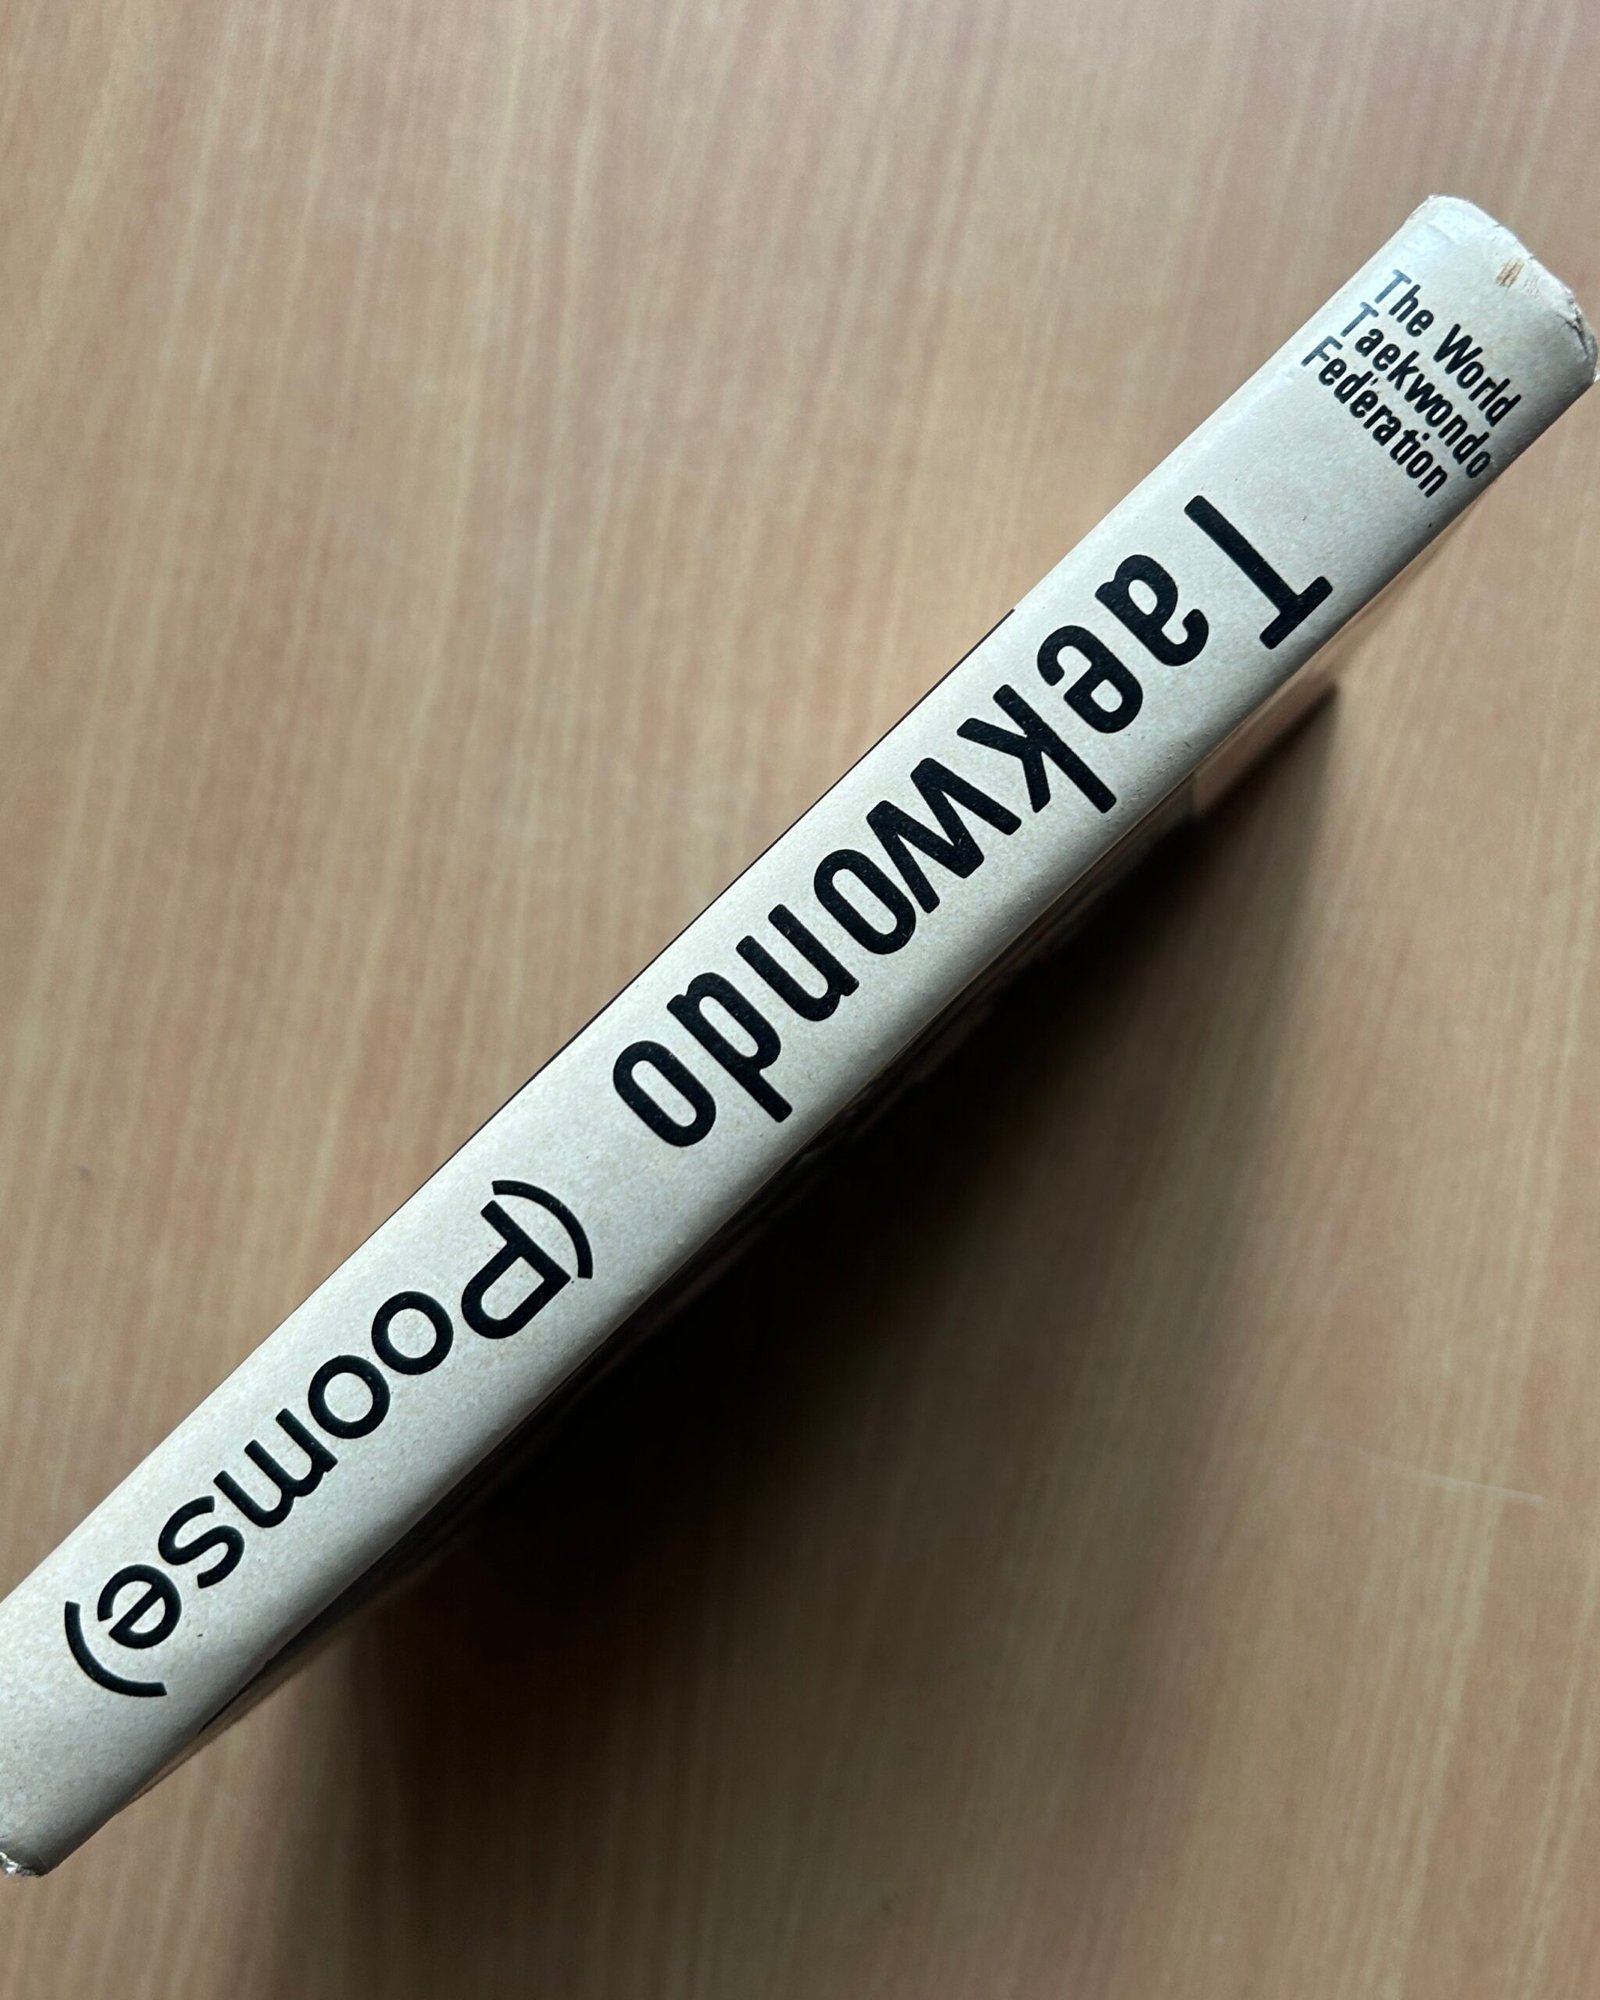 The World
Taekwondo
Federation
Taekwondo (Poomse)